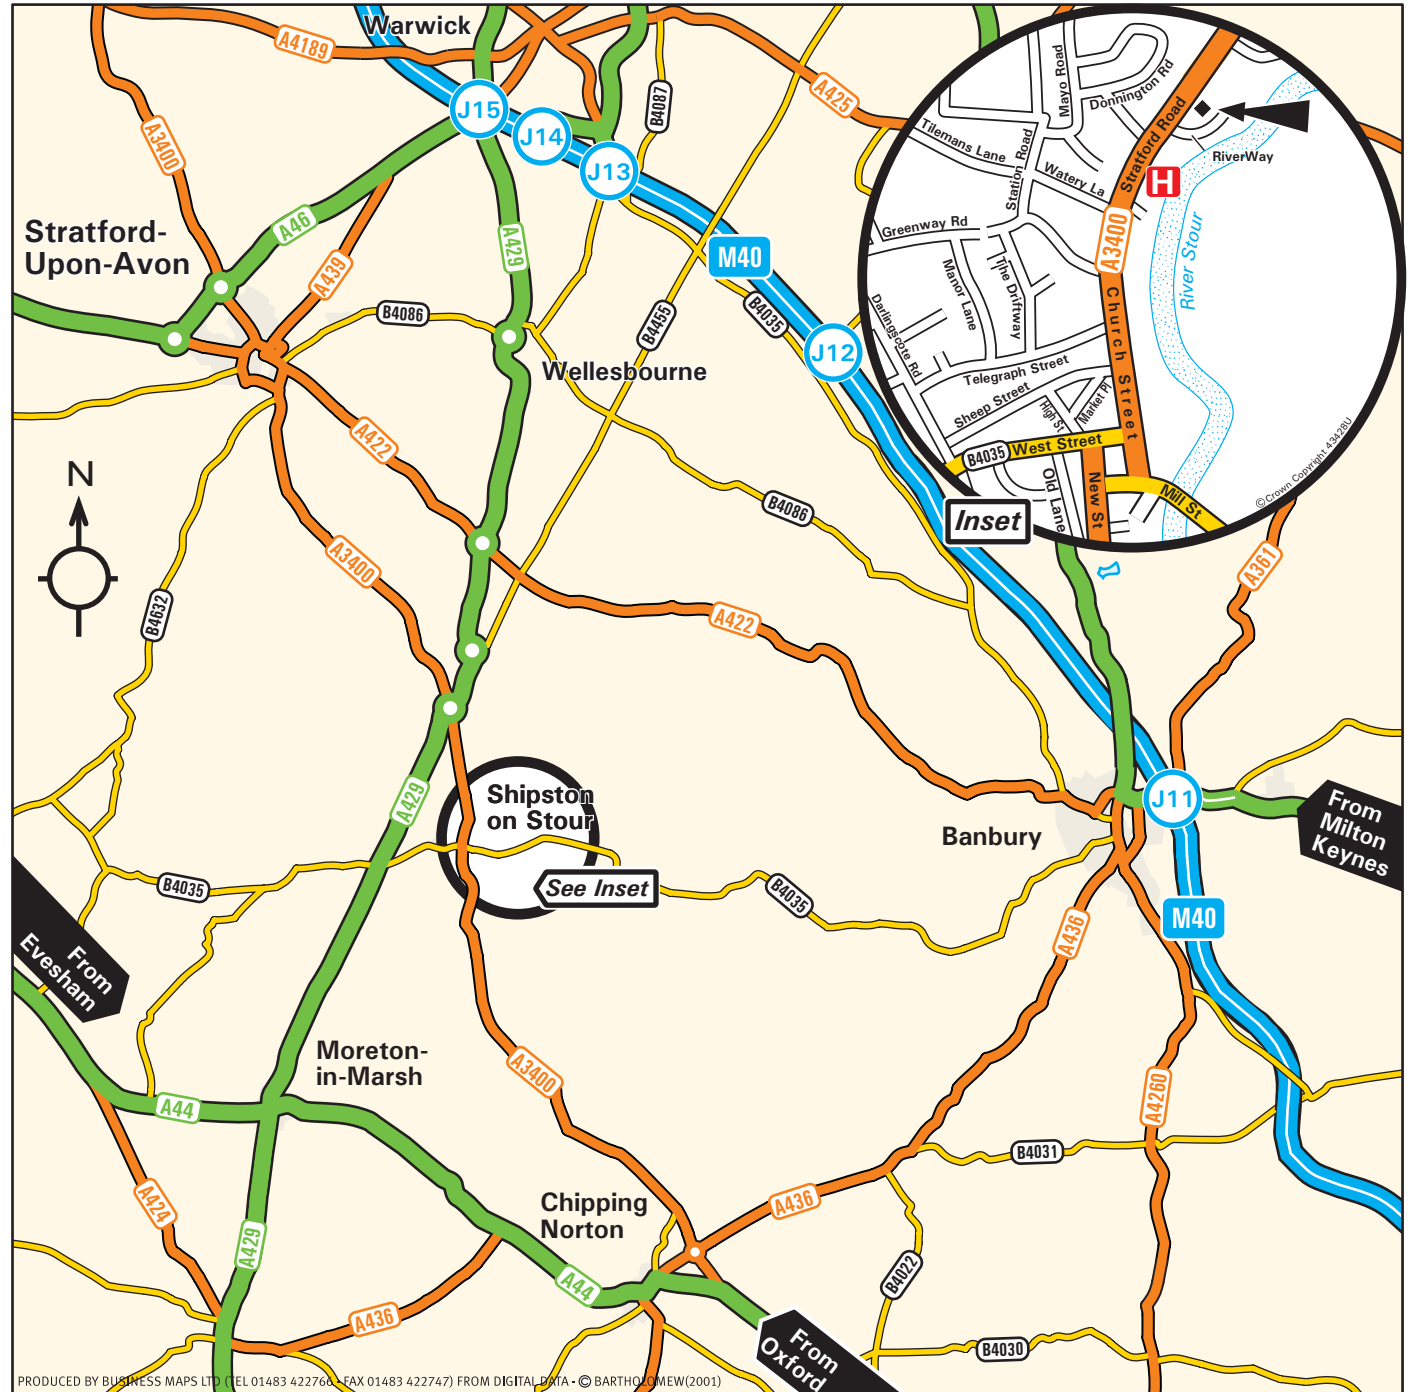 Warwick
A4189
A3400
J15
J14
J13
B4087
A425
A46
A439
A429
Stratford-
Upon-Avon
M40
B4455
B4035
B4086
J12
Wellesbourne
A422
B4086
N
A3400
B4632
A422
A361
Mayo Road
Donnington Rd
Stratford Road
Tilemans Lane
Station Road
Watery La
RiverWay
H
Greenway Rd
A3400
River Stour
Manor Lane
The Driftway
Darlingscote Rd
Church Street
Telegraph Street
Sheep Street
High St
Market Pl
B4035
West Street
Old Lane
New St
Mill St
©Crown Copyright 43428U
Inset
A429
Shipston
on Stour
See Inset
J11
From
Milton
Keynes
Banbury
B4035
B4035
M40
A436
From
Evesham
Moreton-
in-Marsh
A3400
A44
A4260
B4031
A424
A429
Chipping
Norton
A436
B4022
A44
A436
From
Oxford
B4030
PRODUCED BY BUSINESS MAPS LTD (TEL 01483 422766 - FAX 01483 422747) FROM DIGITAL DATA - © BARTHOLOMEW(2001)